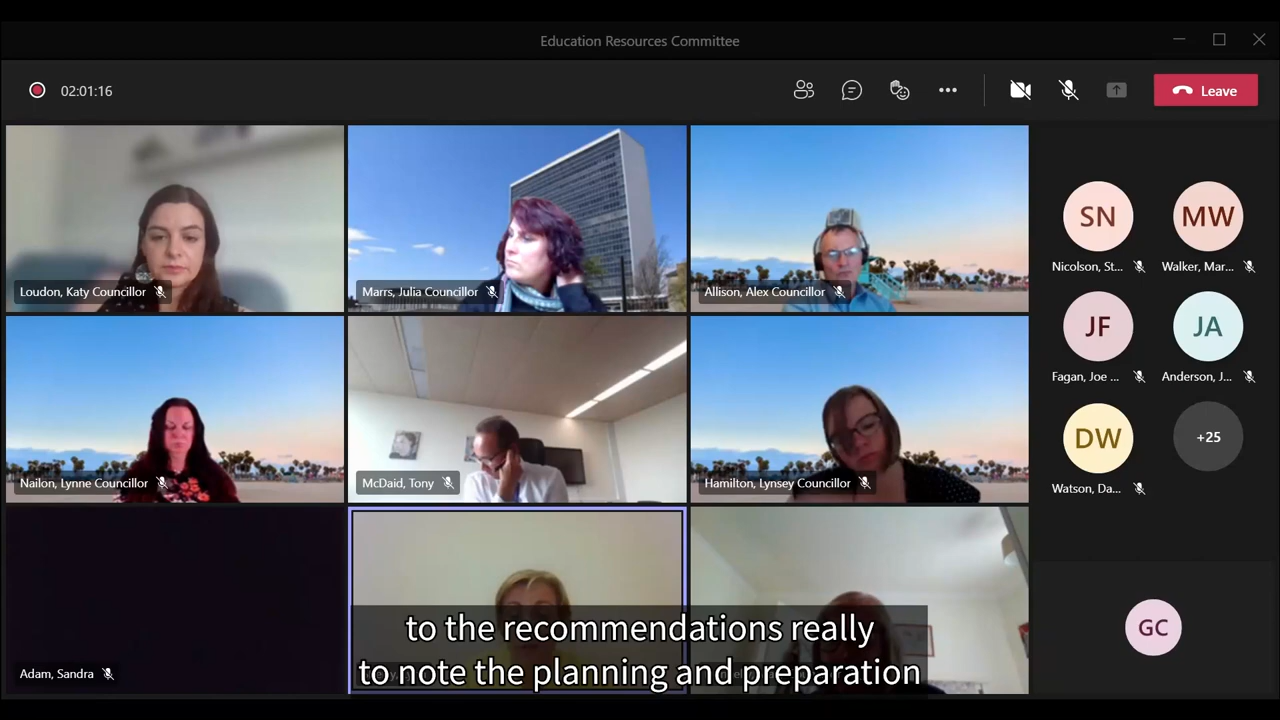 Education Resources Committee
02:01:16
Leave
Loudon, Katy Councillor
Marrs, Julia Councillor
Allison, Alex Councillor
SN
MW
Nicolson, St...
Walker, Mar...
Nailon, Lynne Councillor
McDaid, Tony
Hamilton, Lynsey Councillor
JF
JA
Fagan, Joe ...
Anderson, J...
DW
+25
Watson, Da...
Adam, Sandra
GC
to the recommendations really
to note the planning and preparation